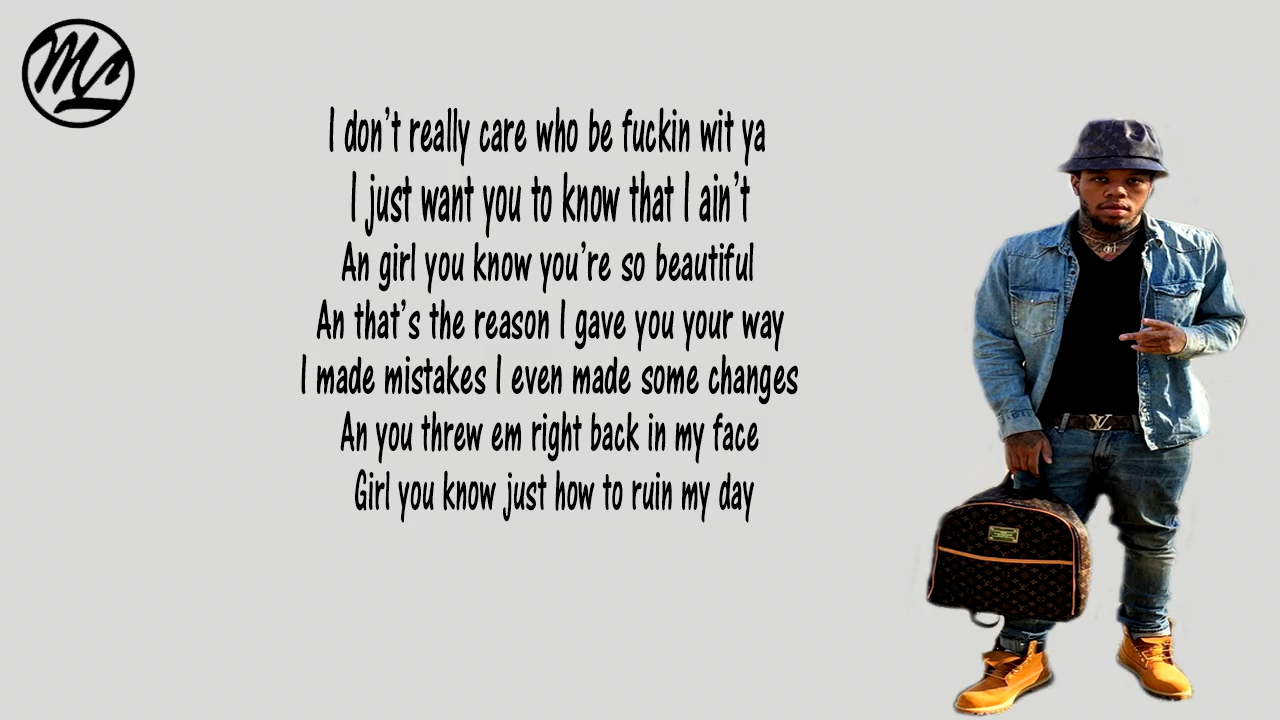 I don't really care who be fuckin wit ya
I just want you to know that I ain't
An girl you know you're so beautiful
An that's the reason I gave you your way
I made mistakes I even made some changes
An you threw em right back in my face
Girl you know just how to ruin my day